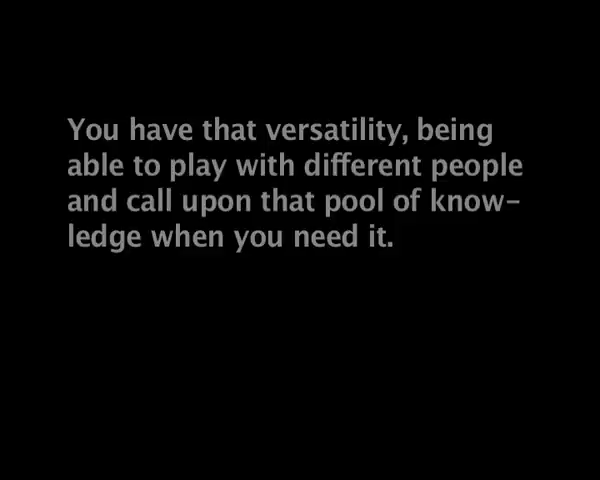 You have that versatility, being
able to play with different people
and call upon that pool of know-
ledge when you need it.